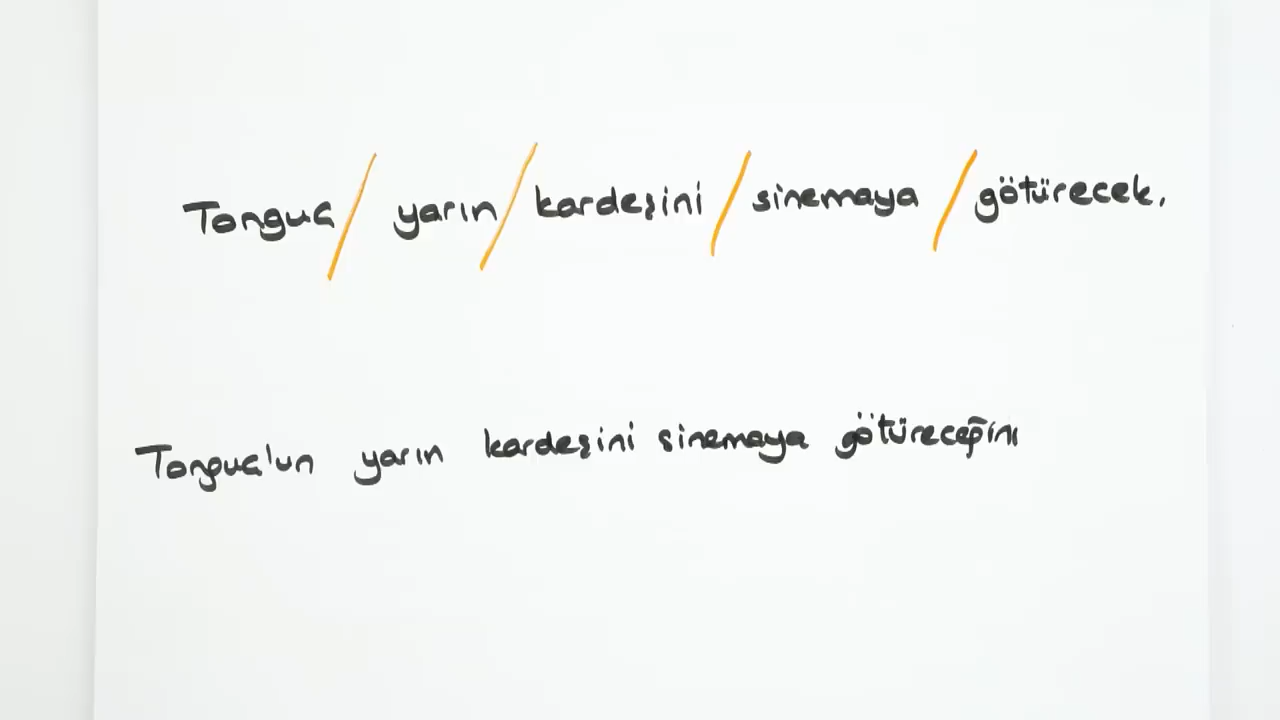 Tonguç/ yarın/ kardeşini/ sinemaya/ götürecek.
Tonguç'un yarın kardeşini sinemaya götüreceğini